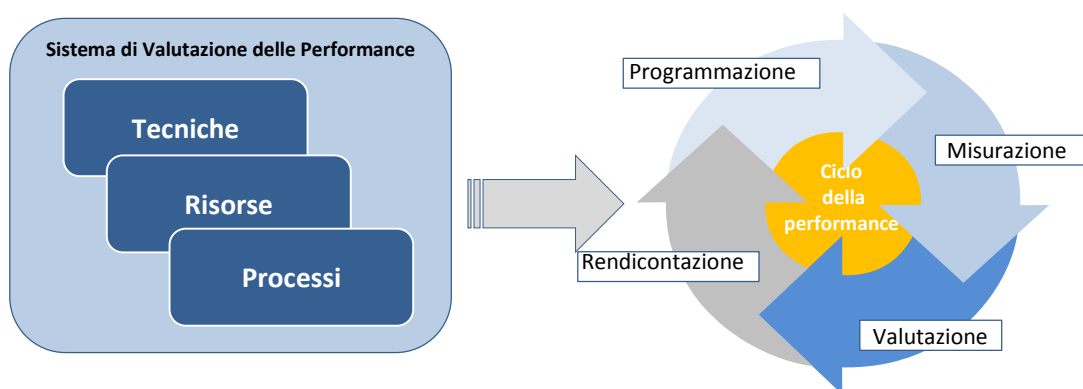 Sistema di Valutazione delle Performance
Tecniche
Risorse
Processi
Programmazione
Misurazione
Ciclo
della
performance
Rendicontazione
Valutazione